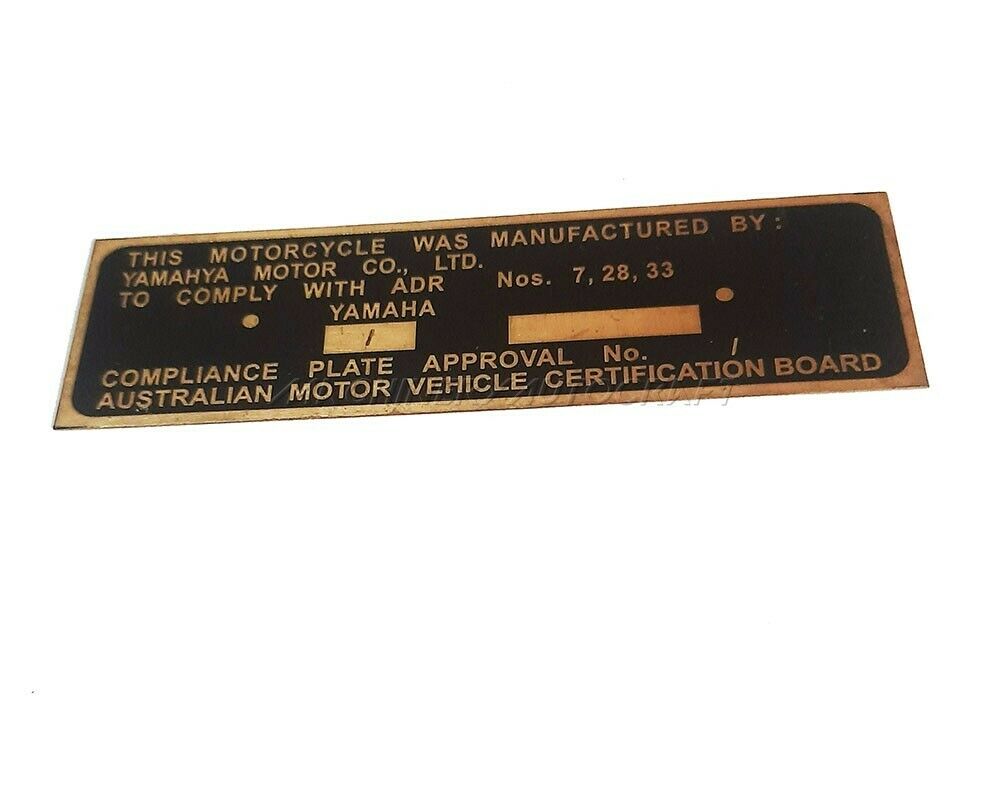 THIS MOTORCYCLE WAS MANUFACTURED BY:
YAMAHYA MOTOR CO., LTD.
TO COMPLY WITH ADR Nos. 7, 28, 33
YAMAHA
/
COMPLIANCE PLATE APPROVAL No. /
AUSTRALIAN MOTOR VEHICLE CERTIFICATION BOARD